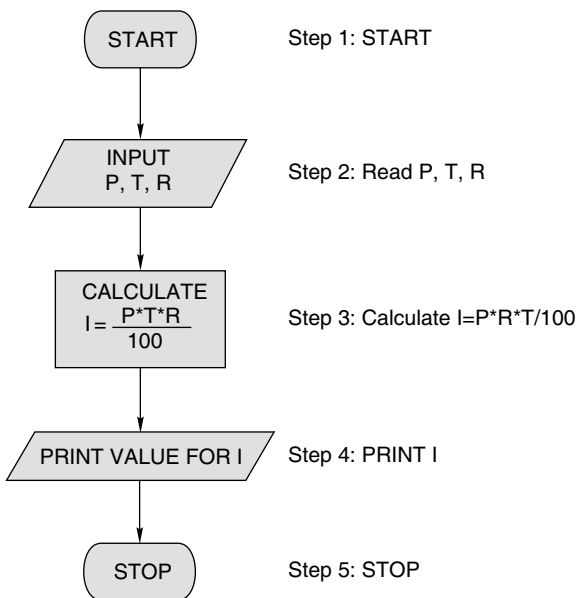 START
Step 1: START
INPUT
P, T, R
Step 2: Read P, T, R
CALCULATE
I = P*T*R
100
Step 3: Calculate I=P*R*T/100
PRINT VALUE FOR I
Step 4: PRINT I
STOP
Step 5: STOP